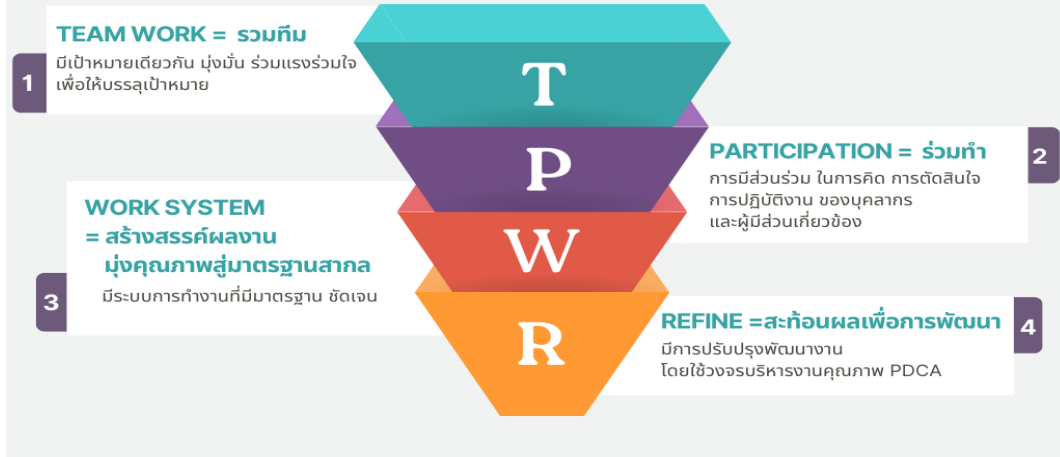 TEAM WORK = รวมทีม
มีเป้าหมายเดียวกัน มุ่งมั่น ร่วมแรงร่วมใจ
เพื่อให้บรรลุเป้าหมาย
1
T
P
PARTICIPATION = ร่วมทำ
การมีส่วนร่วม ในการคิด การตัดสินใจ
การปฏิบัติงาน ของบุคลากร
และผู้มีส่วนเกี่ยวข้อง
2
WORK SYSTEM
= สร้างสรรค์ผลงาน
มุ่งคุณภาพสู่มาตรฐานสากล
มีระบบการทำงานที่มีมาตรฐาน ชัดเจน
3
W
R
REFINE =สะท้อนผลเพื่อการพัฒนา
มีการปรับปรุงพัฒนางาน
โดยใช้วงจรบริหารงานคุณภาพ PDCA
4